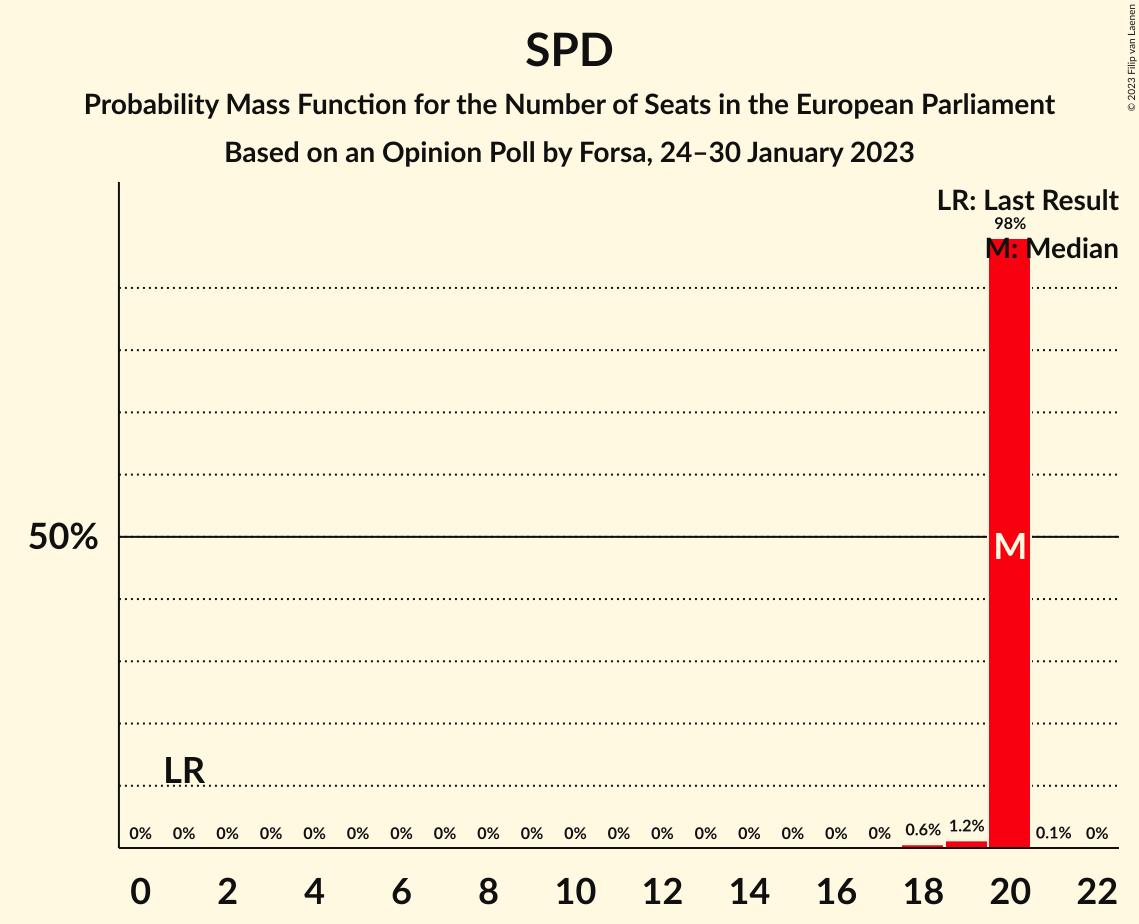 SPD
Probability Mass Function for the Number of Seats in the European Parliament
Based on an Opinion Poll by Forsa, 24–30 January 2023
© 2023 Filip van Laenen
LR: Last Result
98%
M: Median
50%
M
LR
0% 0% 0% 0% 0% 0% 0% 0% 0% 0% 0% 0% 0% 0% 0% 0% 0% 0% 0.6% 1.2% 0.1% 0%
0 2 4 6 8 10 12 14 16 18 20 22